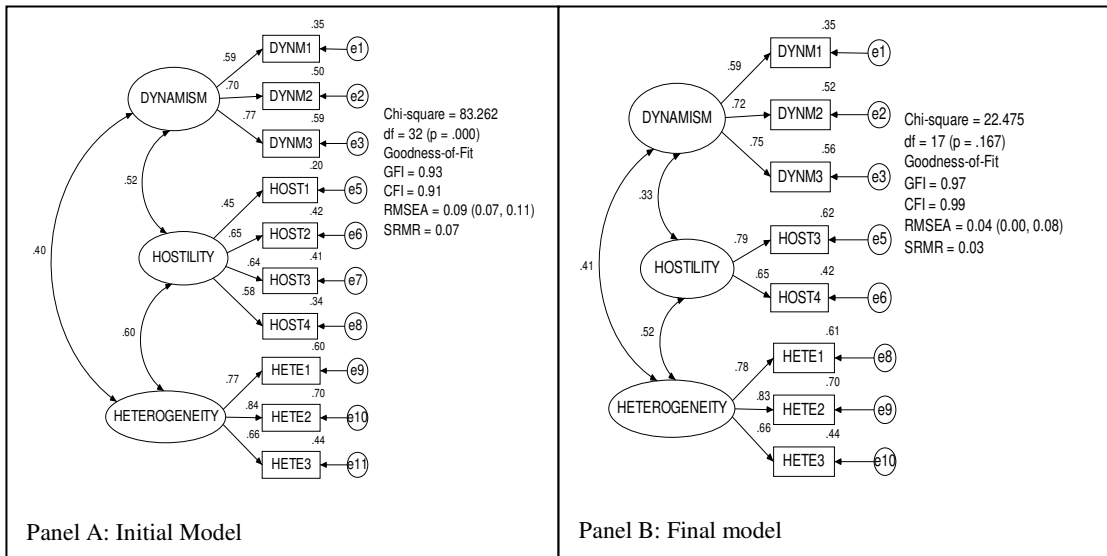 .35
DYNM1
e1
.59
.50
.70
DYNM2
e2
DYNAMISM
.77
.59
DYNM3
e3
.52
.20
HOST1
e5
.45
.42
.65
HOST2
e6
HOSTILITY
.41
.64
HOST3
e7
.58
.34
HOST4
e8
.40
.60
.60
HETE1
e9
.77
.70
.84
HETE2
e10
HETEROGENEITY
.66
.44
HETE3
e11
Chi-square = 83.262
df = 32 (p = .000)
Goodness-of-Fit
GFI = 0.93
CFI = 0.91
RMSEA = 0.09 (0.07, 0.11)
SRMR = 0.07
Panel A: Initial Model
.35
DYNM1
e1
.59
.52
.72
DYNM2
e2
DYNAMISM
.75
.56
DYNM3
e3
.33
.62
HOST3
e5
.79
HOSTILITY
.42
.65
HOST4
e6
.41
.52
.61
HETE1
e8
.78
.70
.83
HETE2
e9
HETEROGENEITY
.66
.44
HETE3
e10
Chi-square = 22.475
df = 17 (p = .167)
Goodness-of-Fit
GFI = 0.97
CFI = 0.99
RMSEA = 0.04 (0.00, 0.08)
SRMR = 0.03
Panel B: Final model